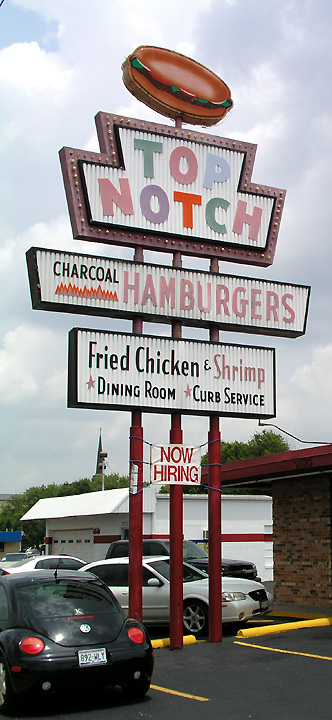 TOP
NOTCH
CHARCOAL HAMBURGERS
Fried Chicken & Shrimp
★ DINING ROOM ★ CURB SERVICE
NOW
HIRING